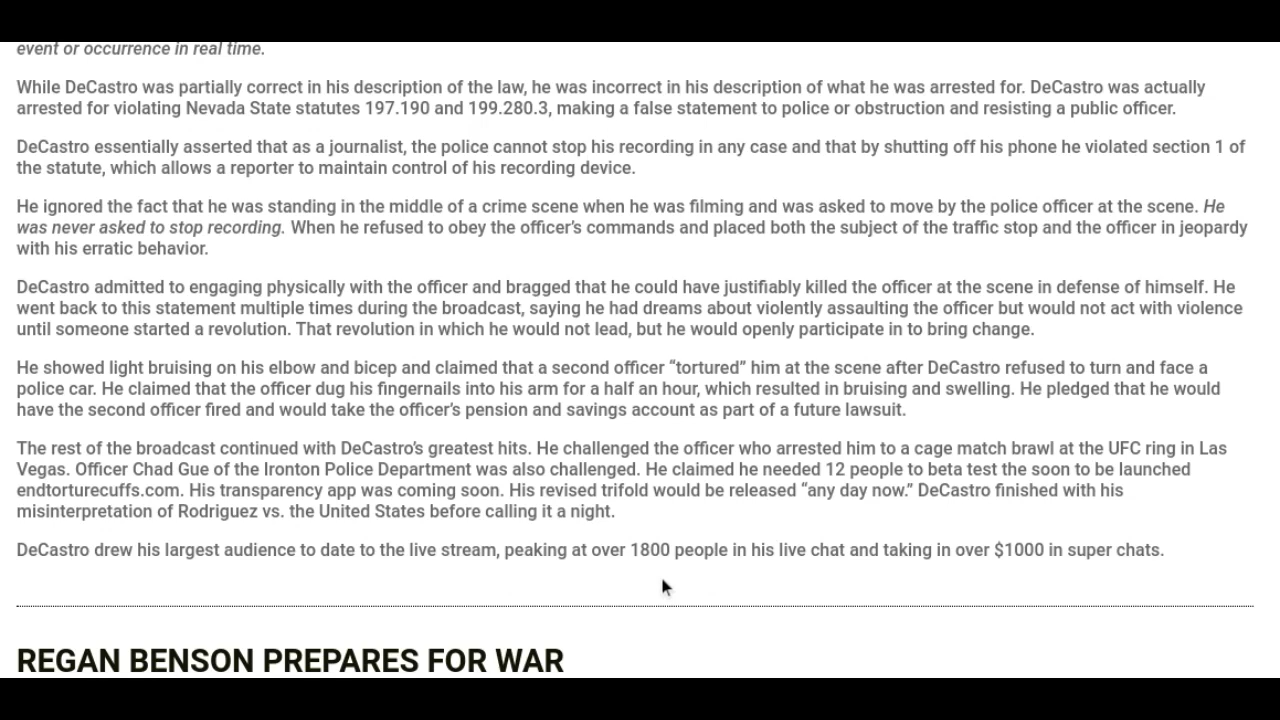 event or occurrence in real time.
While DeCastro was partially correct in his description of the law, he was incorrect in his description of what he was arrested for. DeCastro was actually
arrested for violating Nevada State statutes 197.190 and 199.280.3, making a false statement to police or obstruction and resisting a public officer.
DeCastro essentially asserted that as a journalist, the police cannot stop his recording in any case and that by shutting off his phone he violated section 1 of
the statute, which allows a reporter to maintain control of his recording device.
He ignored the fact that he was standing in the middle of a crime scene when he was filming and was asked to move by the police officer at the scene. He
was never asked to stop recording. When he refused to obey the officer’s commands and placed both the subject of the traffic stop and the officer in jeopardy
with his erratic behavior.
DeCastro admitted to engaging physically with the officer and bragged that he could have justifiably killed the officer at the scene in defense of himself. He
went back to this statement multiple times during the broadcast, saying he had dreams about violently assaulting the officer but would not act with violence
until someone started a revolution. That revolution in which he would not lead, but he would openly participate in to bring change.
He showed light bruising on his elbow and bicep and claimed that a second officer “tortured” him at the scene after DeCastro refused to turn and face a
police car. He claimed that the officer dug his fingernails into his arm for a half an hour, which resulted in bruising and swelling. He pledged that he would
have the second officer fired and would take the officer’s pension and savings account as part of a future lawsuit.
The rest of the broadcast continued with DeCastro’s greatest hits. He challenged the officer who arrested him to a cage match brawl at the UFC ring in Las
Vegas. Officer Chad Gue of the Ironton Police Department was also challenged. He claimed he needed 12 people to beta test the soon to be launched
endtorturecuffs.com. His transparency app was coming soon. His revised trifold would be released “any day now.” DeCastro finished with his
misinterpretation of Rodriguez vs. the United States before calling it a night.
DeCastro drew his largest audience to date to the live stream, peaking at over 1800 people in his live chat and taking in over $1000 in super chats.
REGAN BENSON PREPARES FOR WAR